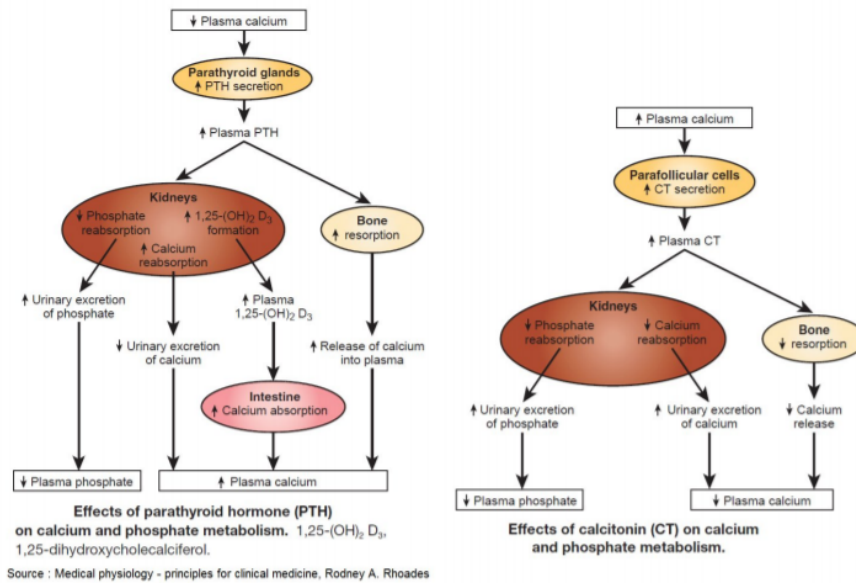 ↓ Plasma calcium
Parathyroid glands
↑ PTH secretion
↑ Plasma PTH
Kidneys
↓ Phosphate
reabsorption
↑ 1,25-(OH)₂ D₃
formation
↑ Calcium
reabsorption
Bone
↑ resorption
↑ Urinary excretion
of phosphate
↓ Urinary excretion
of calcium
↑ Plasma
1,25-(OH)₂ D₃
↑ Release of calcium
into plasma
Intestine
↑ Calcium absorption
↓ Plasma phosphate
↑ Plasma calcium
Effects of parathyroid hormone (PTH)
on calcium and phosphate metabolism. 1,25-(OH)₂ D₃,
1,25-dihydroxycholecalciferol.
Source : Medical physiology - principles for clinical medicine, Rodney A. Rhoades
↑ Plasma calcium
Parafollicular cells
↑ CT secretion
↑ Plasma CT
Kidneys
↓ Phosphate
reabsorption
↓ Calcium
reabsorption
Bone
↓ resorption
↑ Urinary excretion
of phosphate
↑ Urinary excretion
of calcium
↓ Calcium
release
↓ Plasma phosphate
↓ Plasma calcium
Effects of calcitonin (CT) on calcium
and phosphate metabolism.